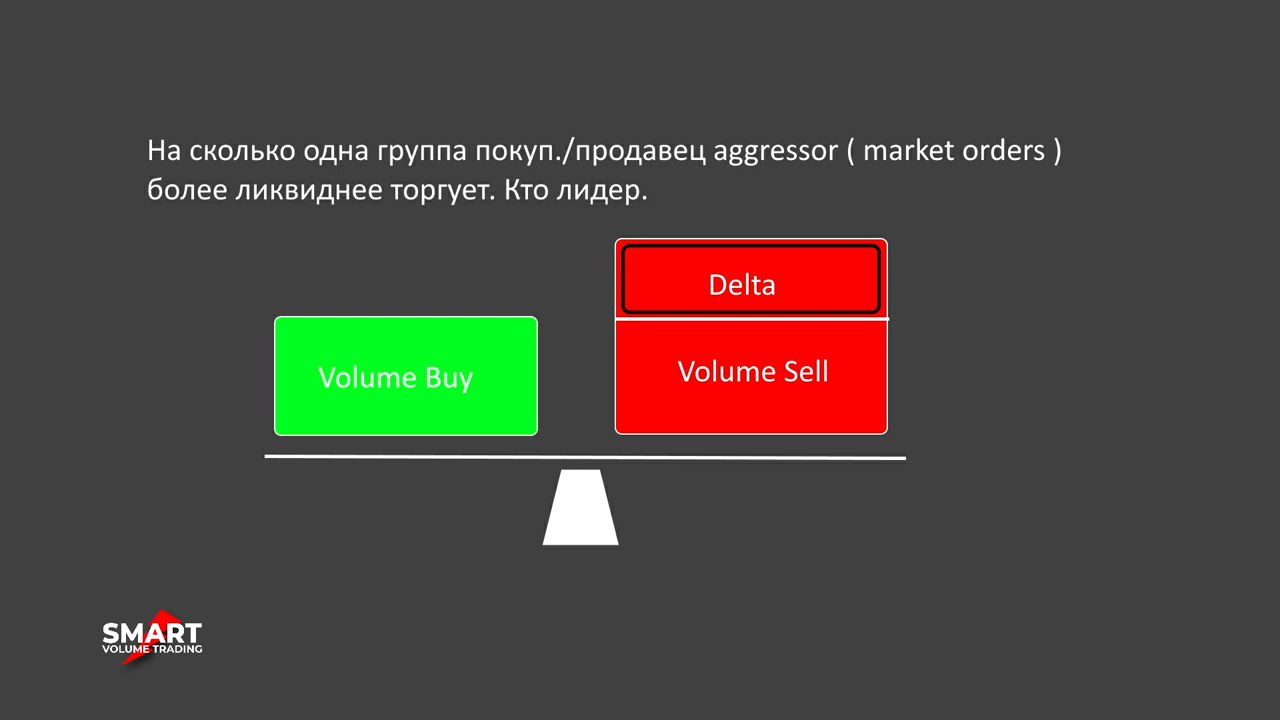 На сколько одна группа покуп./продавец aggressor ( market orders )
более ликвиднее торгует. Кто лидер.
Delta
Volume Buy
Volume Sell
SMART
VOLUME TRADING